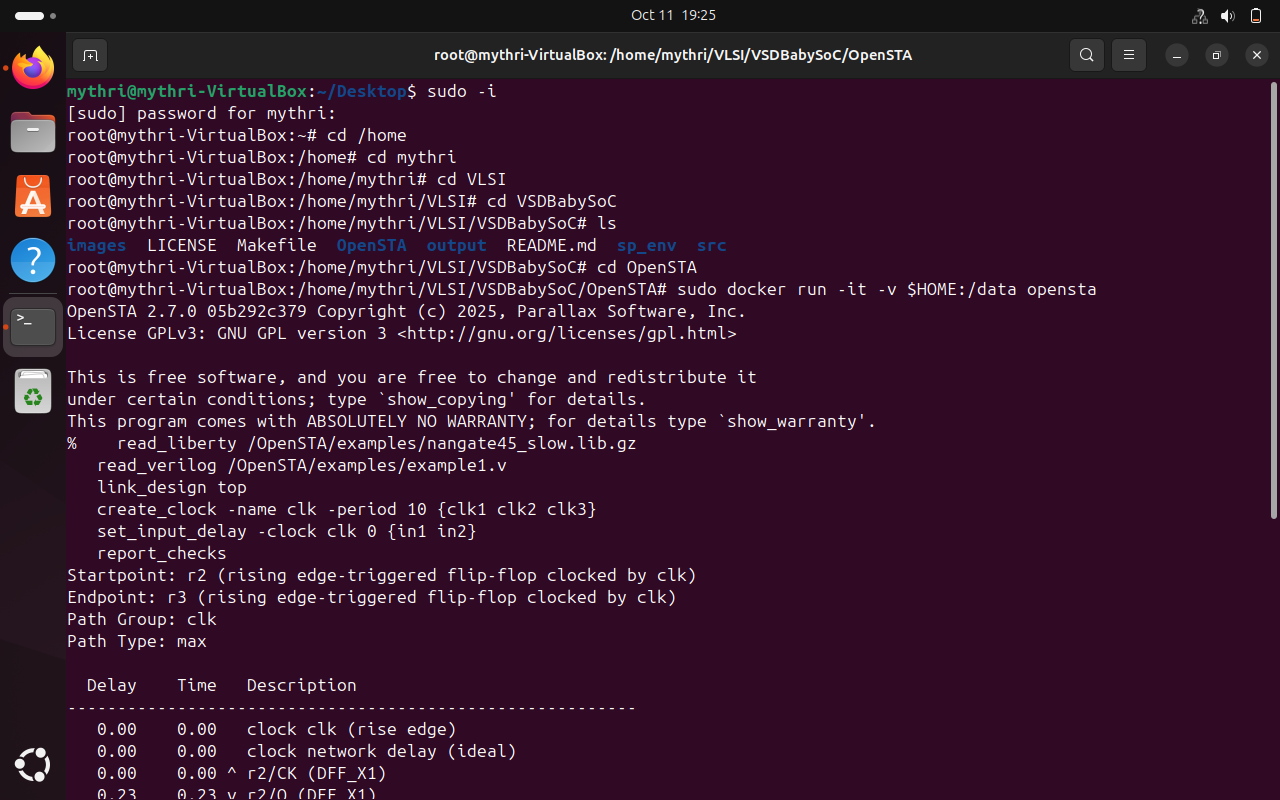 Oct 11 19:25
root@mythri-VirtualBox: /home/mythri/VLSI/VSDBabySoC/OpenSTA
mythri@mythri-VirtualBox:~/Desktop$ sudo -i
[sudo] password for mythri:
root@mythri-VirtualBox:~# cd /home
root@mythri-VirtualBox:/home# cd mythri
root@mythri-VirtualBox:/home/mythri# cd VLSI
root@mythri-VirtualBox:/home/mythri/VLSI# cd VSDBabySoC
root@mythri-VirtualBox:/home/mythri/VLSI/VSDBabySoC# ls
images  LICENSE  Makefile  OpenSTA  output  README.md  sp_env  src
root@mythri-VirtualBox:/home/mythri/VLSI/VSDBabySoC# cd OpenSTA
root@mythri-VirtualBox:/home/mythri/VLSI/VSDBabySoC/OpenSTA# sudo docker run -it -v $HOME:/data opensta
OpenSTA 2.7.0 05b292c379 Copyright (c) 2025, Parallax Software, Inc.
License GPLv3: GNU GPL version 3 <http://gnu.org/licenses/gpl.html>

This is free software, and you are free to change and redistribute it
under certain conditions; type `show_copying' for details.
This program comes with ABSOLUTELY NO WARRANTY; for details type `show_warranty'.
%    read_liberty /OpenSTA/examples/nangate45_slow.lib.gz
   read_verilog /OpenSTA/examples/example1.v
   link_design top
   create_clock -name clk -period 10 {clk1 clk2 clk3}
   set_input_delay -clock clk 0 {in1 in2}
   report_checks
Startpoint: r2 (rising edge-triggered flip-flop clocked by clk)
Endpoint: r3 (rising edge-triggered flip-flop clocked by clk)
Path Group: clk
Path Type: max

  Delay    Time   Description
---------------------------------------------------------
   0.00    0.00   clock clk (rise edge)
   0.00    0.00   clock network delay (ideal)
   0.00    0.00 ^ r2/CK (DFF_X1)
   0.23    0.23 v r2/Q (DFF_X1)